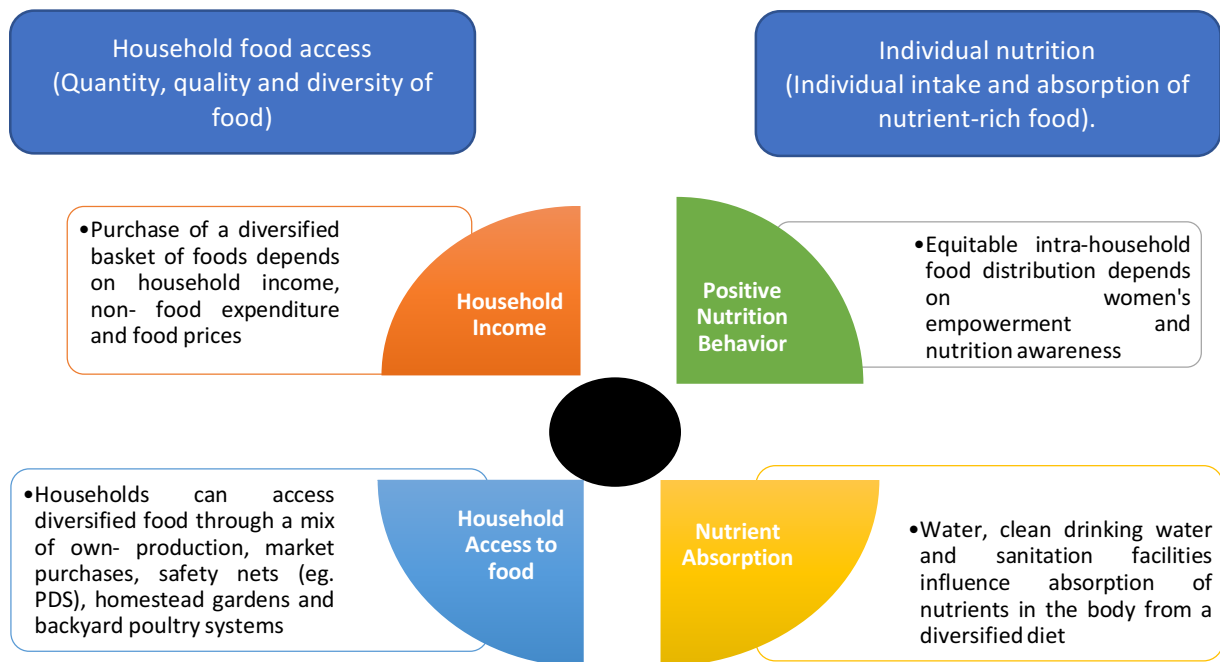 Household food access
(Quantity, quality and diversity of
food)
Individual nutrition
(Individual intake and absorption of
nutrient-rich food).
•Purchase of a diversified
basket of foods depends
on household income,
non- food expenditure
and food prices
Household
Income
Positive
Nutrition
Behavior
•Equitable intra-household
food distribution depends
on women's
empowerment and
nutrition awareness
•Households can access
diversified food through a mix
of own- production, market
purchases, safety nets (eg.
PDS), homestead gardens and
backyard poultry systems
Household
Access to
food
Nutrient
Absorption
•Water, clean drinking water
and sanitation facilities
influence absorption of
nutrients in the body from a
diversified diet